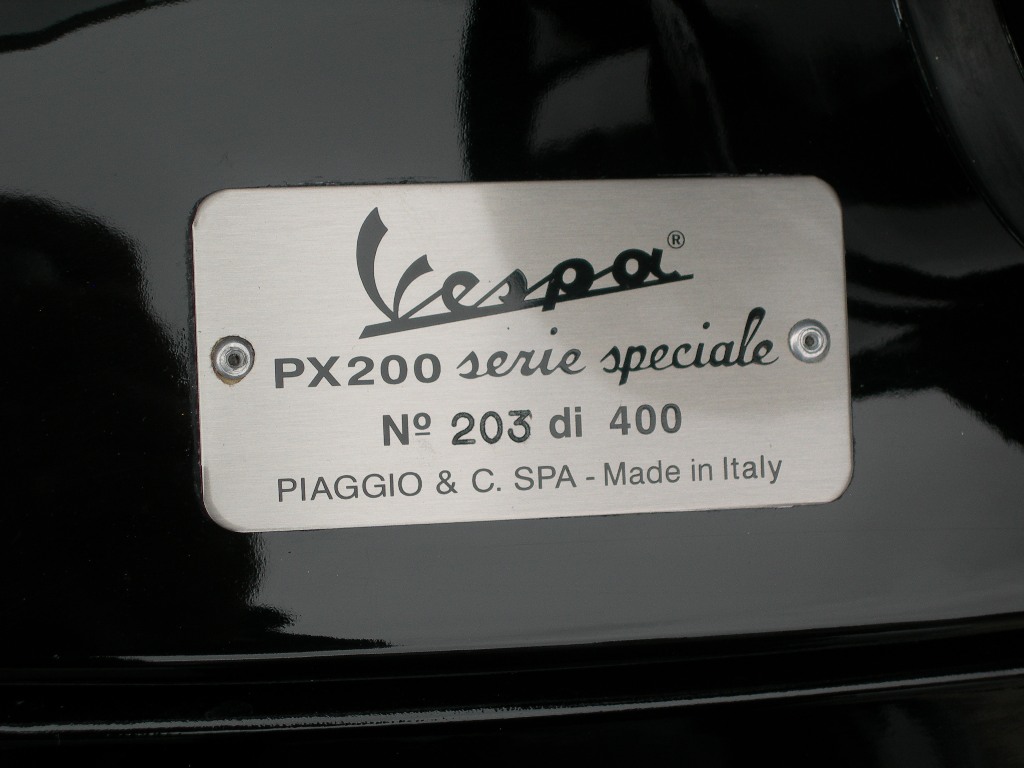 Vespa®
PX200 serie speciale
Nº 203 di 400
PIAGGIO & C. SPA - Made in Italy